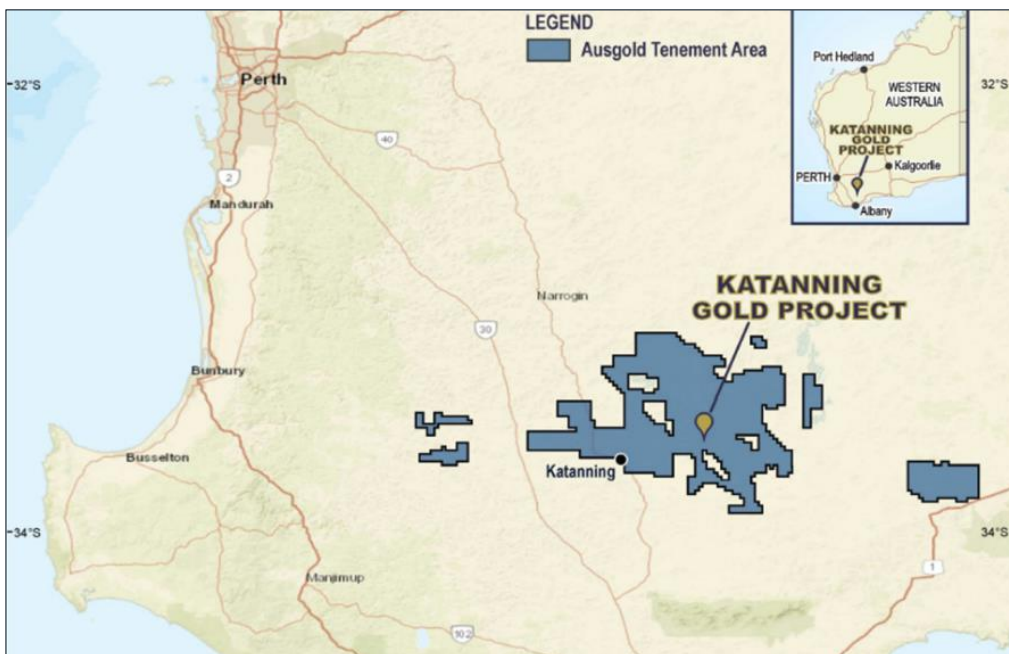 LEGEND
Ausgold Tenement Area
32°S
32°S
Perth
40
2
Mandurah
Port Hedland
WESTERN
AUSTRALIA
KATANNING
GOLD
PROJECT
Kalgoorlie
PERTH
Albany
KATANNING
GOLD PROJECT
Narrogin
30
Bunbury
Busselton
Katanning
34°S
34°S
1
Manjimup
102